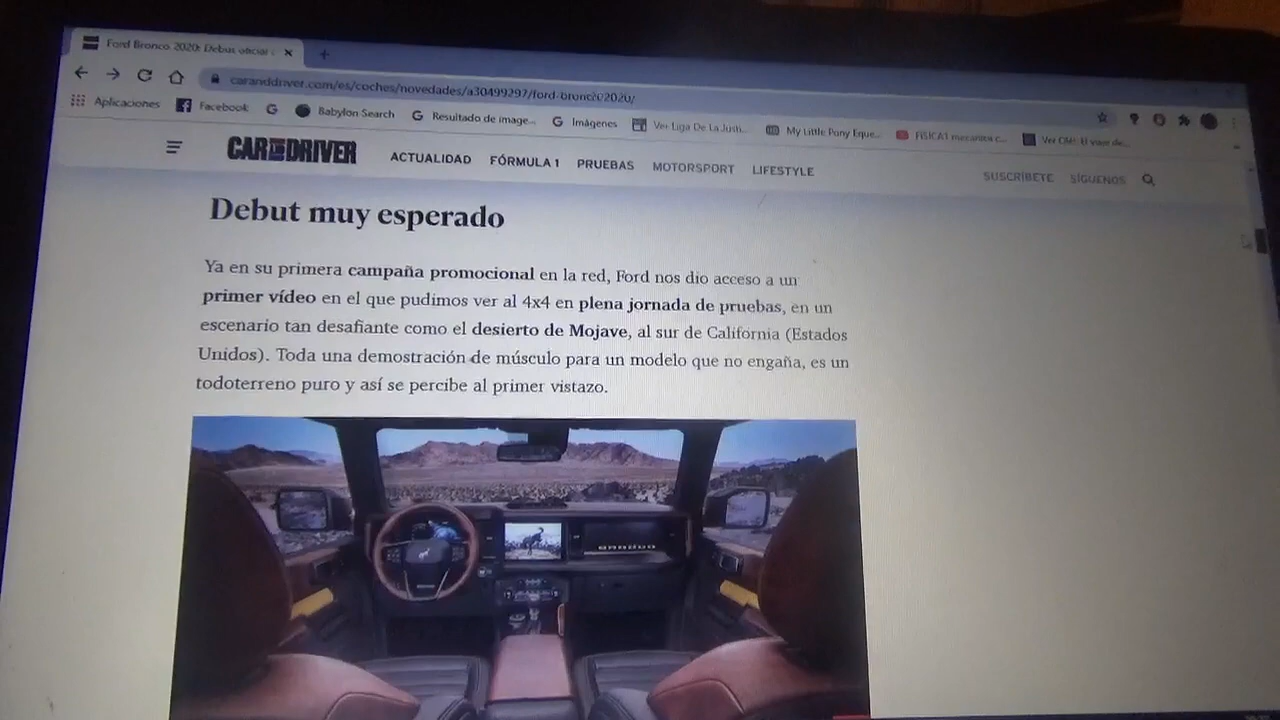 Ford Bronco 2020: Debut oficial
caranddriver.com/es/coches/novedades/a30499297/ford-bronco2020/
Aplicaciones Facebook Babylon Search Resultado de image... Imágenes Ver Liga De La Justi... My Little Pony Eque... FISICA1 mecanica c...
CAR AND DRIVER ACTUALIDAD FÓRMULA 1 PRUEBAS MOTORSPORT LIFESTYLE SUSCRÍBETE SÍGUENOS
Debut muy esperado
Ya en su primera campaña promocional en la red, Ford nos dio acceso a un
primer vídeo en el que pudimos ver al 4x4 en plena jornada de pruebas, en un
escenario tan desafiante como el desierto de Mojave, al sur de California (Estados
Unidos). Toda una demostración de músculo para un modelo que no engaña, es un
todoterreno puro y así se percibe al primer vistazo.
BRONCO